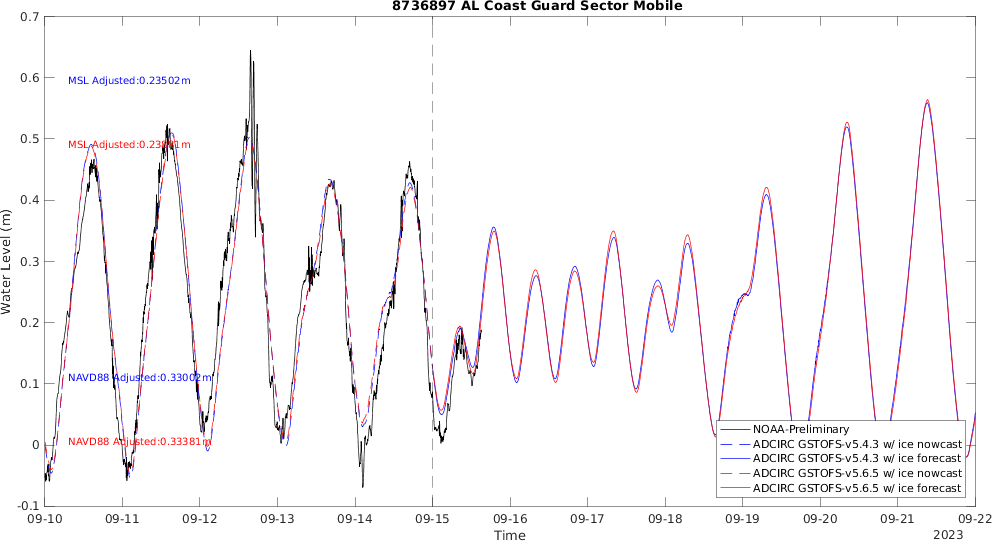 8736897 AL Coast Guard Sector Mobile
0.7
0.6
0.5
0.4
0.3
0.2
0.1
0
-0.1
Water Level (m)
MSL Adjusted:0.23502m
MSL Adjusted:
NAVD88 Adjusted:0.33002m
NAVD88 Adjusted:0.33381m
NOAA-Preliminary
ADCIRC GSTOFS-v5.4.3 w/ ice nowcast
ADCIRC GSTOFS-v5.4.3 w/ ice forecast
ADCIRC GSTOFS-v5.6.5 w/ ice nowcast
ADCIRC GSTOFS-v5.6.5 w/ ice forecast
09-10 09-11 09-12 09-13 09-14 09-15 09-16 09-17 09-18 09-19 09-20 09-21 09-22
Time
2023